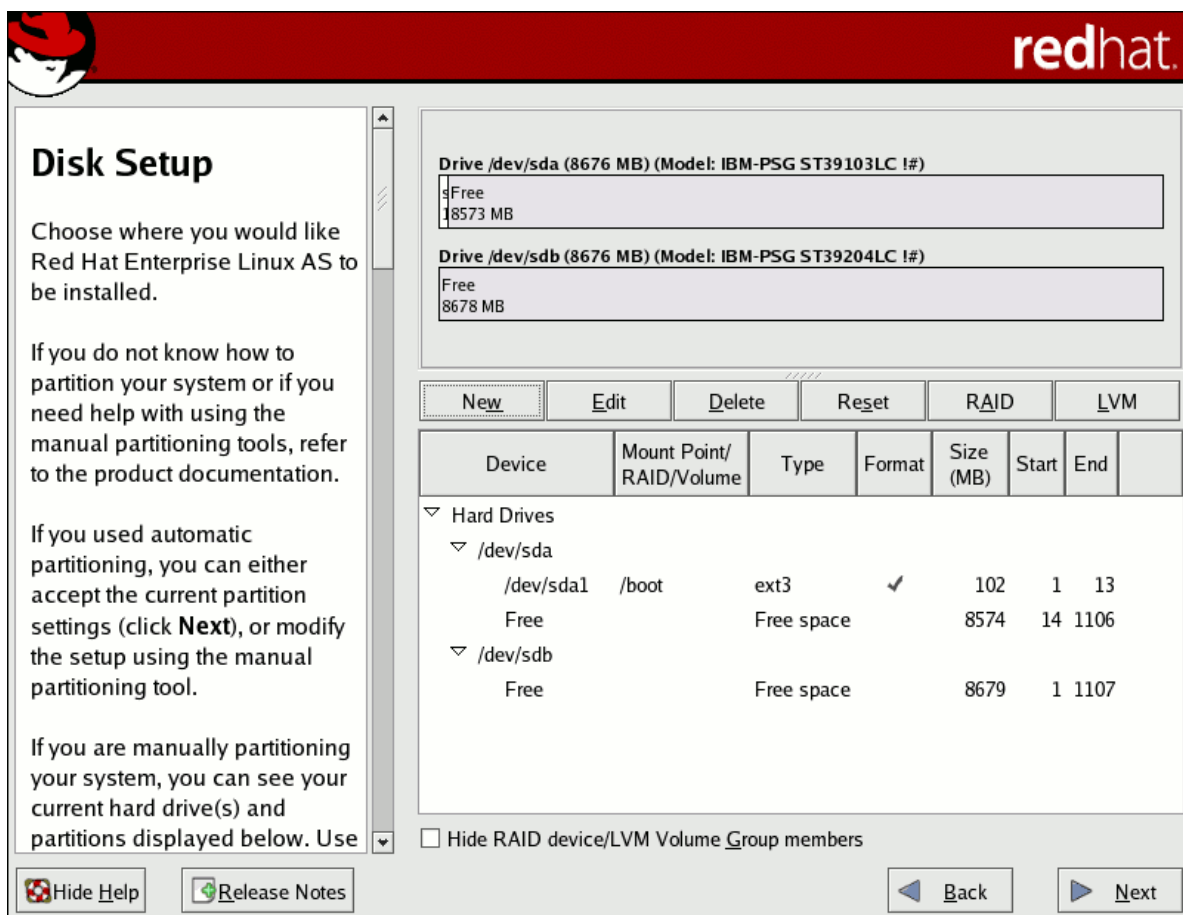 redhat.
Disk Setup
Choose where you would like
Red Hat Enterprise Linux AS to
be installed.
If you do not know how to
partition your system or if you
need help with using the
manual partitioning tools, refer
to the product documentation.
If you used automatic
partitioning, you can either
accept the current partition
settings (click Next), or modify
the setup using the manual
partitioning tool.
If you are manually partitioning
your system, you can see your
current hard drive(s) and
partitions displayed below. Use
Drive /dev/sda (8676 MB) (Model: IBM-PSG ST39103LC !#)
Free
8573 MB
Drive /dev/sdb (8676 MB) (Model: IBM-PSG ST39204LC !#)
Free
8678 MB
New Edit Delete Reset RAID LVM
Device Mount Point/ RAID/Volume Type Format Size (MB) Start End
Hard Drives
/dev/sda
/dev/sda1 /boot ext3 102 1 13
Free Free space 8574 14 1106
/dev/sdb
Free Free space 8679 1 1107
Hide RAID device/LVM Volume Group members
Hide Help Release Notes Back Next